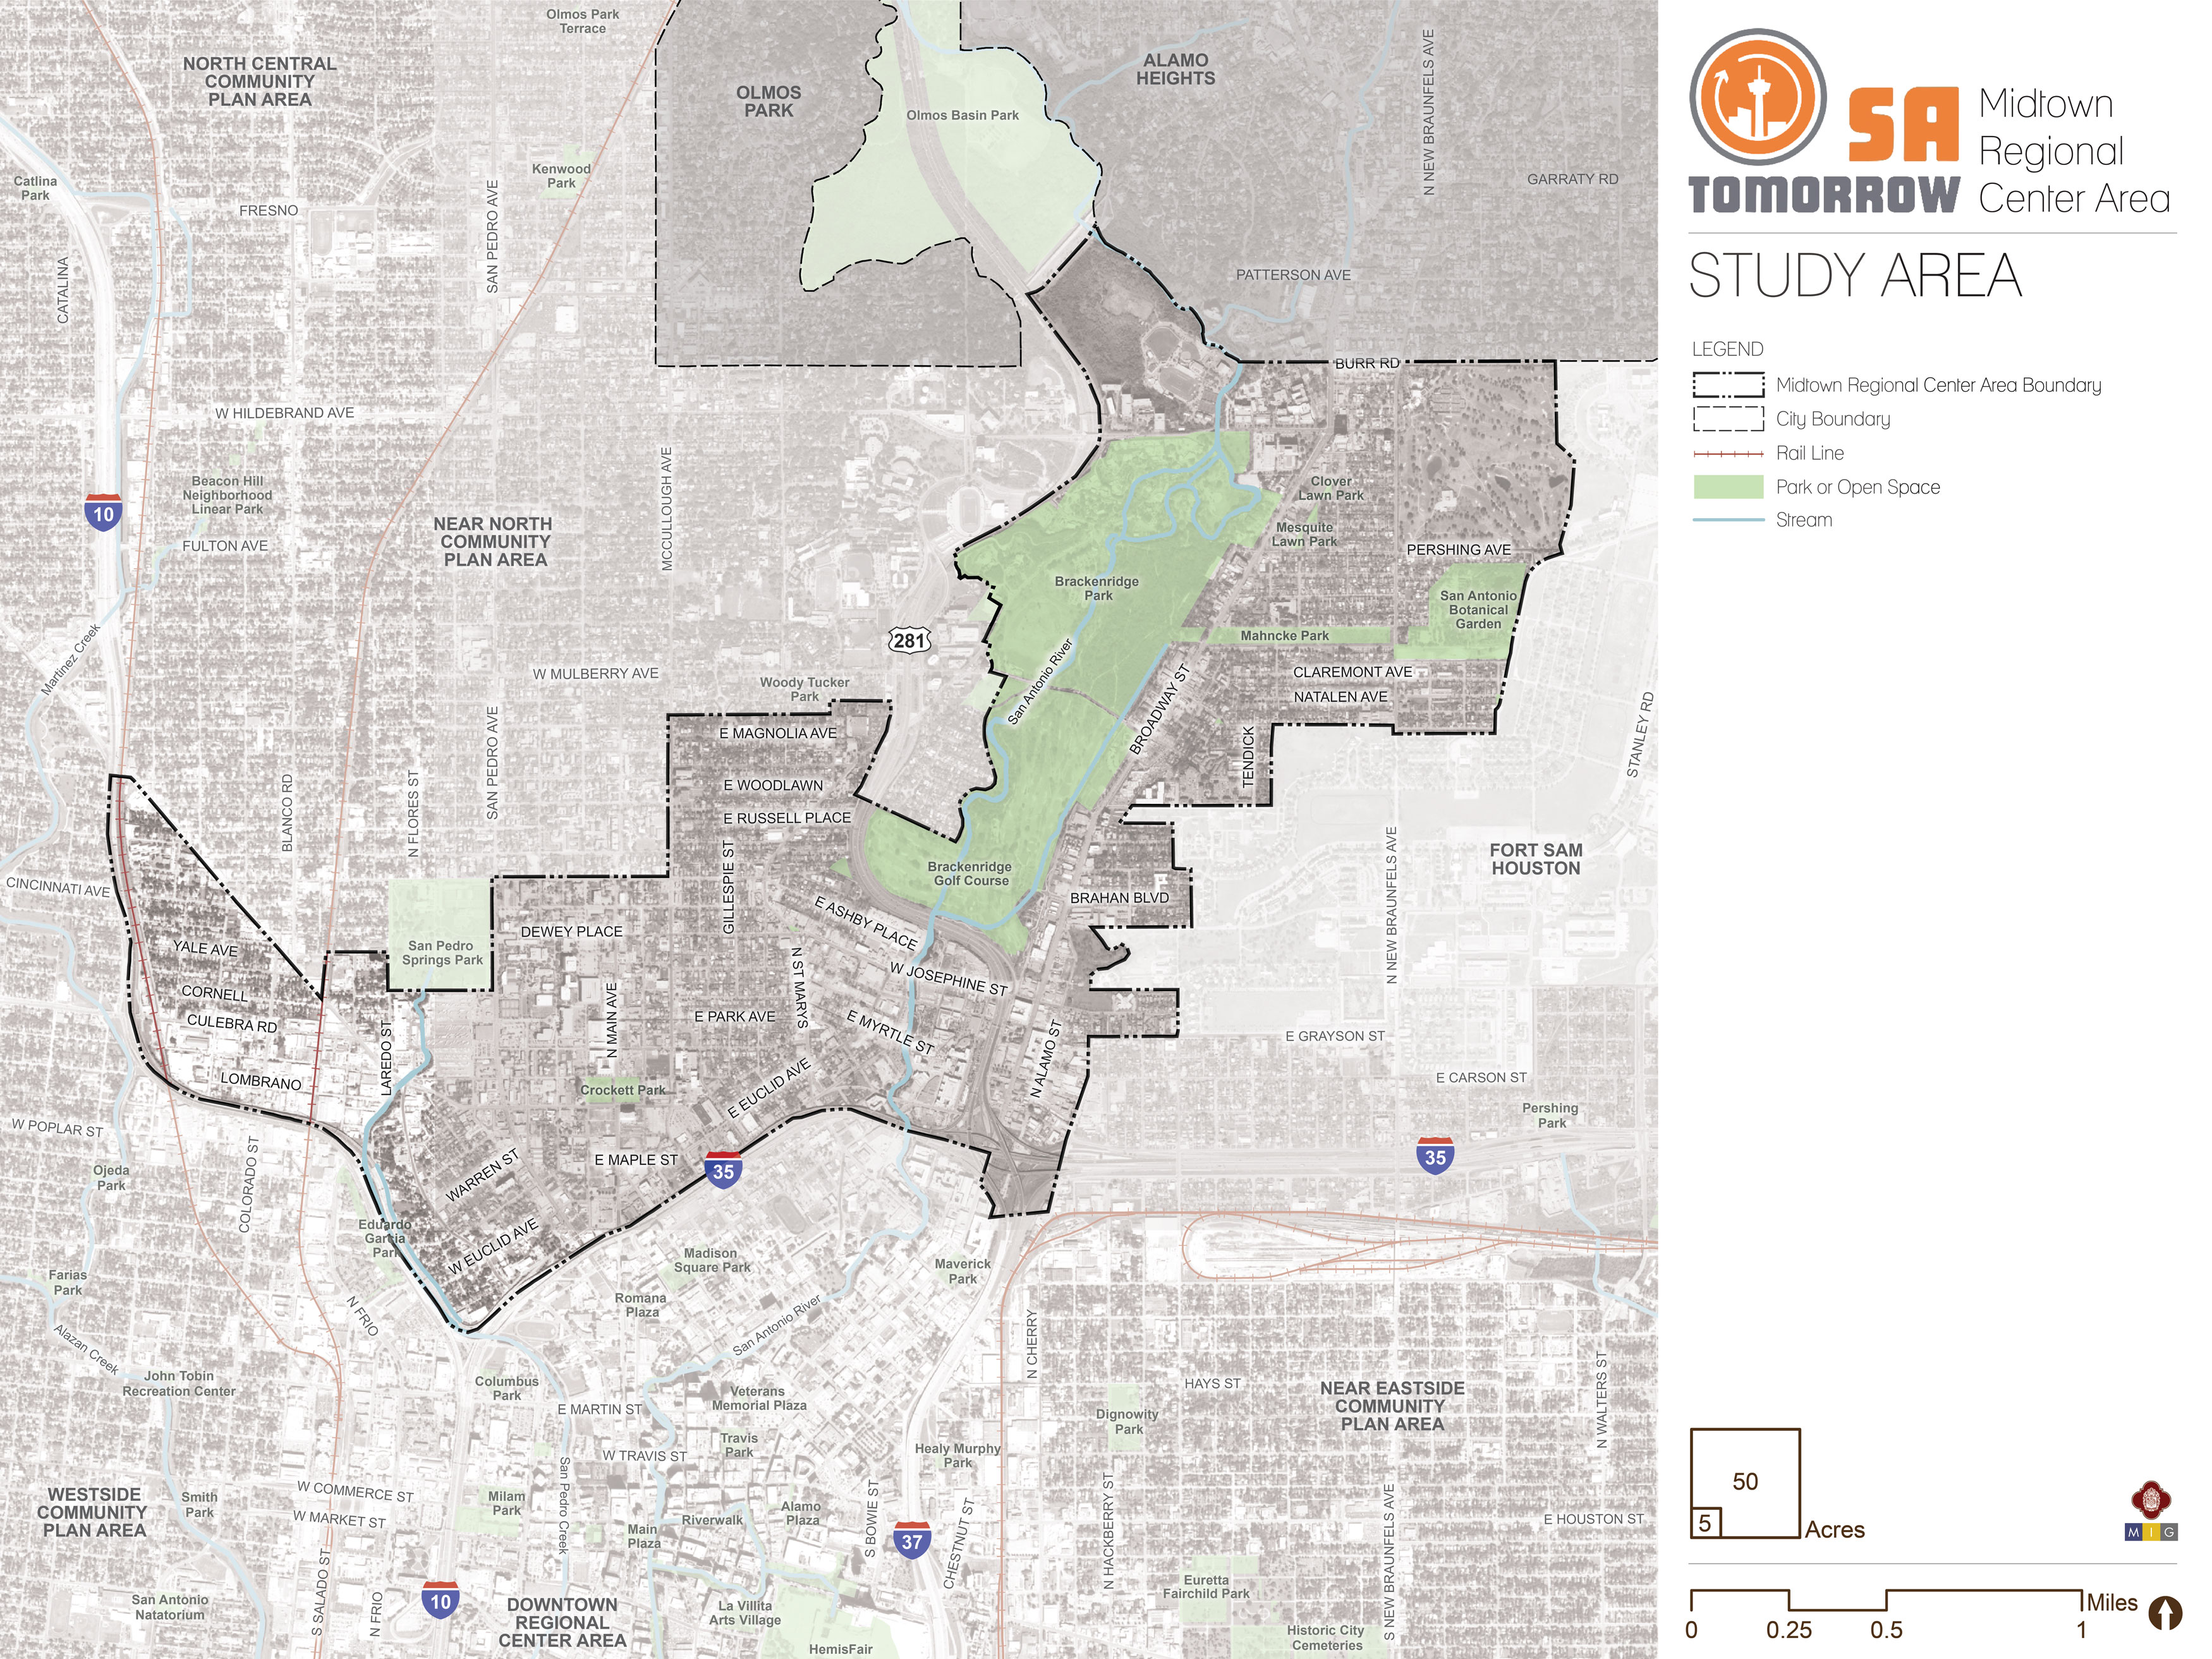 Olmos Park
Terrace
NORTH CENTRAL
COMMUNITY
PLAN AREA
OLMOS
PARK
ALAMO
HEIGHTS
N NEW BRAUNFELS AVE
Olmos Basin Park
Catlina
Park
Kenwood
Park
GARRATY RD
FRESNO
SAN PEDRO AVE
CATALINA
PATTERSON AVE
BURR RD
W HILDEBRAND AVE
MCCULLOUGH AVE
Beacon Hill
Neighborhood
Linear Park
10
Clover
Lawn Park
Mesquite
Lawn Park
NEAR NORTH
COMMUNITY
PLAN AREA
FULTON AVE
PERSHING AVE
Brackenridge
Park
San Antonio
Botanical
Garden
Martinez Creek
281
Mahncke Park
San Antonio River
W MULBERRY AVE
CLAREMONT AVE
Woody Tucker
Park
NATALEN AVE
BROADWAY ST
STANLEY RD
E MAGNOLIA AVE
TENDICK
SAN PEDRO AVE
E WOODLAWN
BLANCO RD
N FLORES ST
E RUSSELL PLACE
FORT SAM
HOUSTON
Brackenridge
Golf Course
CINCINNATI AVE
GILLESPIE ST
BRAHAN BLVD
N NEW BRAUNFELS AVE
E ASHBY PLACE
DEWEY PLACE
YALE AVE
San Pedro
Springs Park
N ST MARYS
W JOSEPHINE ST
CORNELL
CULEBRA RD
E PARK AVE
N MAIN AVE
E MYRTLE ST
E GRAYSON ST
LAREDO ST
N ALAMO ST
LOMBRANO
Crockett Park
E EUCLID AVE
E CARSON ST
Pershing
Park
W POPLAR ST
35
35
E MAPLE ST
WARREN ST
Ojeda
Park
COLORADO ST
Eduardo
Garcia
Park
W EUCLID AVE
Madison
Square Park
Maverick
Park
Farias
Park
Romana
Plaza
N FRIO
San Antonio River
Alazan Creek
N CHERRY
John Tobin
Recreation Center
Columbus
Park
Veterans
Memorial Plaza
HAYS ST
NEAR EASTSIDE
COMMUNITY
PLAN AREA
N WALTERS ST
E MARTIN ST
Dignowity
Park
Travis
Park
W TRAVIS ST
Healy Murphy
Park
WESTSIDE
COMMUNITY
PLAN AREA
Smith
Park
W COMMERCE ST
W MARKET ST
Milam
Park
San Pedro Creek
Alamo
Plaza
Riverwalk
Main
Plaza
S BOWIE ST
37
CHESTNUT ST
N HACKBERRY ST
S NEW BRAUNFELS AVE
E HOUSTON ST
San Antonio
Natatorium
S SALADO ST
N FRIO
10
DOWNTOWN
REGIONAL
CENTER AREA
La Villita
Arts Village
HemisFair
Euretta
Fairchild Park
Historic City
Cemeteries
SA
TOMORROW
Midtown
Regional
Center Area
STUDY AREA
LEGEND
Midtown Regional Center Area Boundary
City Boundary
Rail Line
Park or Open Space
Stream
50
5
Acres
M I G
Miles
0
0.25
0.5
1